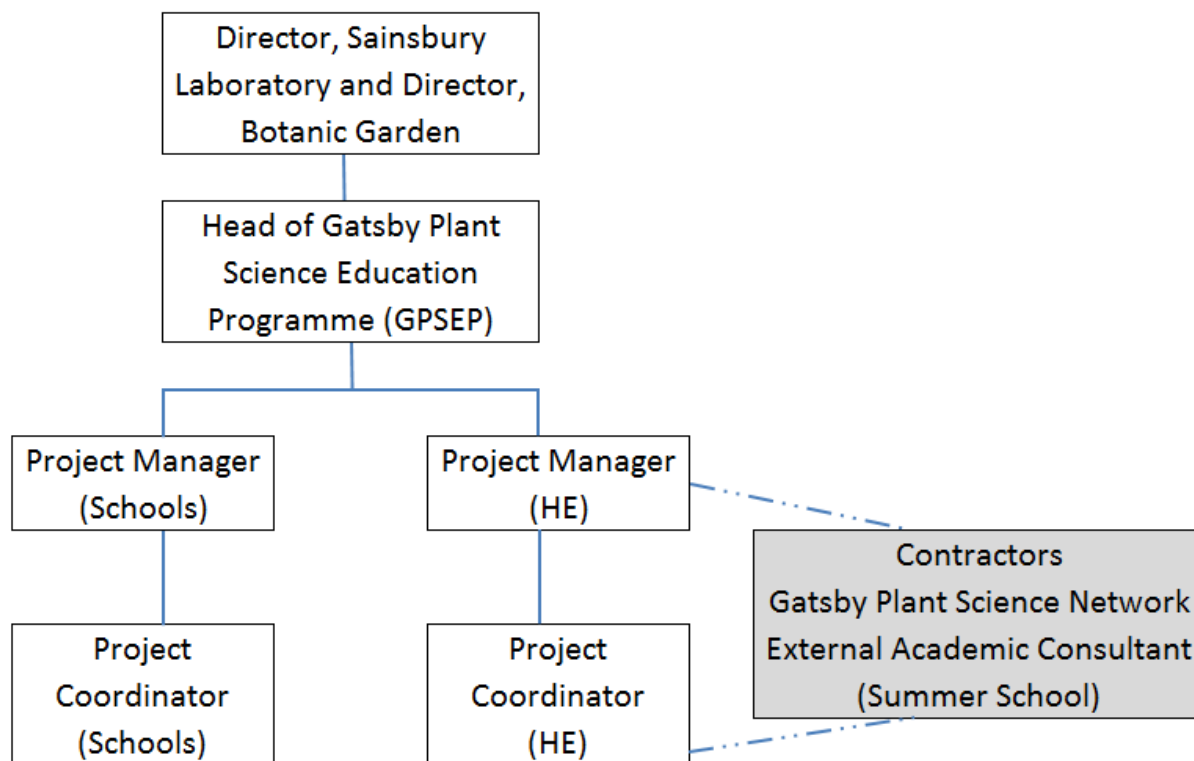 Director, Sainsbury
Laboratory and Director,
Botanic Garden
Head of Gatsby Plant
Science Education
Programme (GPSEP)
Project Manager
(Schools)
Project Manager
(HE)
Contractors
Gatsby Plant Science Network
External Academic Consultant
(Summer School)
Project
Coordinator
(Schools)
Project
Coordinator
(HE)